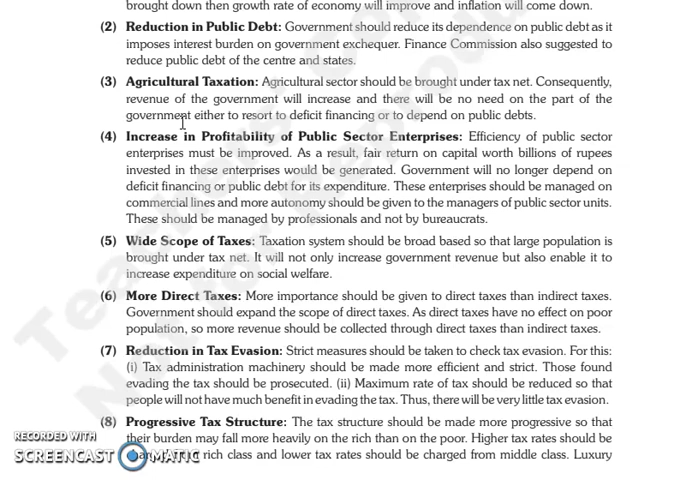 brought down then growth rate of economy will improve and inflation will come down.
(2) Reduction in Public Debt: Government should reduce its dependence on public debt as it
imposes interest burden on government exchequer. Finance Commission also suggested to
reduce public debt of the centre and states.
(3) Agricultural Taxation: Agricultural sector should be brought under tax net. Consequently,
revenue of the government will increase and there will be no need on the part of the
government either to resort to deficit financing or to depend on public debts.
(4) Increase in Profitability of Public Sector Enterprises: Efficiency of public sector
enterprises must be improved. As a result, fair return on capital worth billions of rupees
invested in these enterprises would be generated. Government will no longer depend on
deficit financing or public debt for its expenditure. These enterprises should be managed on
commercial lines and more autonomy should be given to the managers of public sector units.
These should be managed by professionals and not by bureaucrats.
(5) Wide Scope of Taxes: Taxation system should be broad based so that large population is
brought under tax net. It will not only increase government revenue but also enable it to
increase expenditure on social welfare.
(6) More Direct Taxes: More importance should be given to direct taxes than indirect taxes.
Government should expand the scope of direct taxes. As direct taxes have no effect on poor
population, so more revenue should be collected through direct taxes than indirect taxes.
(7) Reduction in Tax Evasion: Strict measures should be taken to check tax evasion. For this:
(i) Tax administration machinery should be made more efficient and strict. Those found
evading the tax should be prosecuted. (ii) Maximum rate of tax should be reduced so that
people will not have much benefit in evading the tax. Thus, there will be very little tax evasion.
(8) Progressive Tax Structure: The tax structure should be made more progressive so that
their burden may fall more heavily on the rich than on the poor. Higher tax rates should be
rich class and lower tax rates should be charged from middle class. Luxury
RECORDED WITH
SCREENCAST MATIC